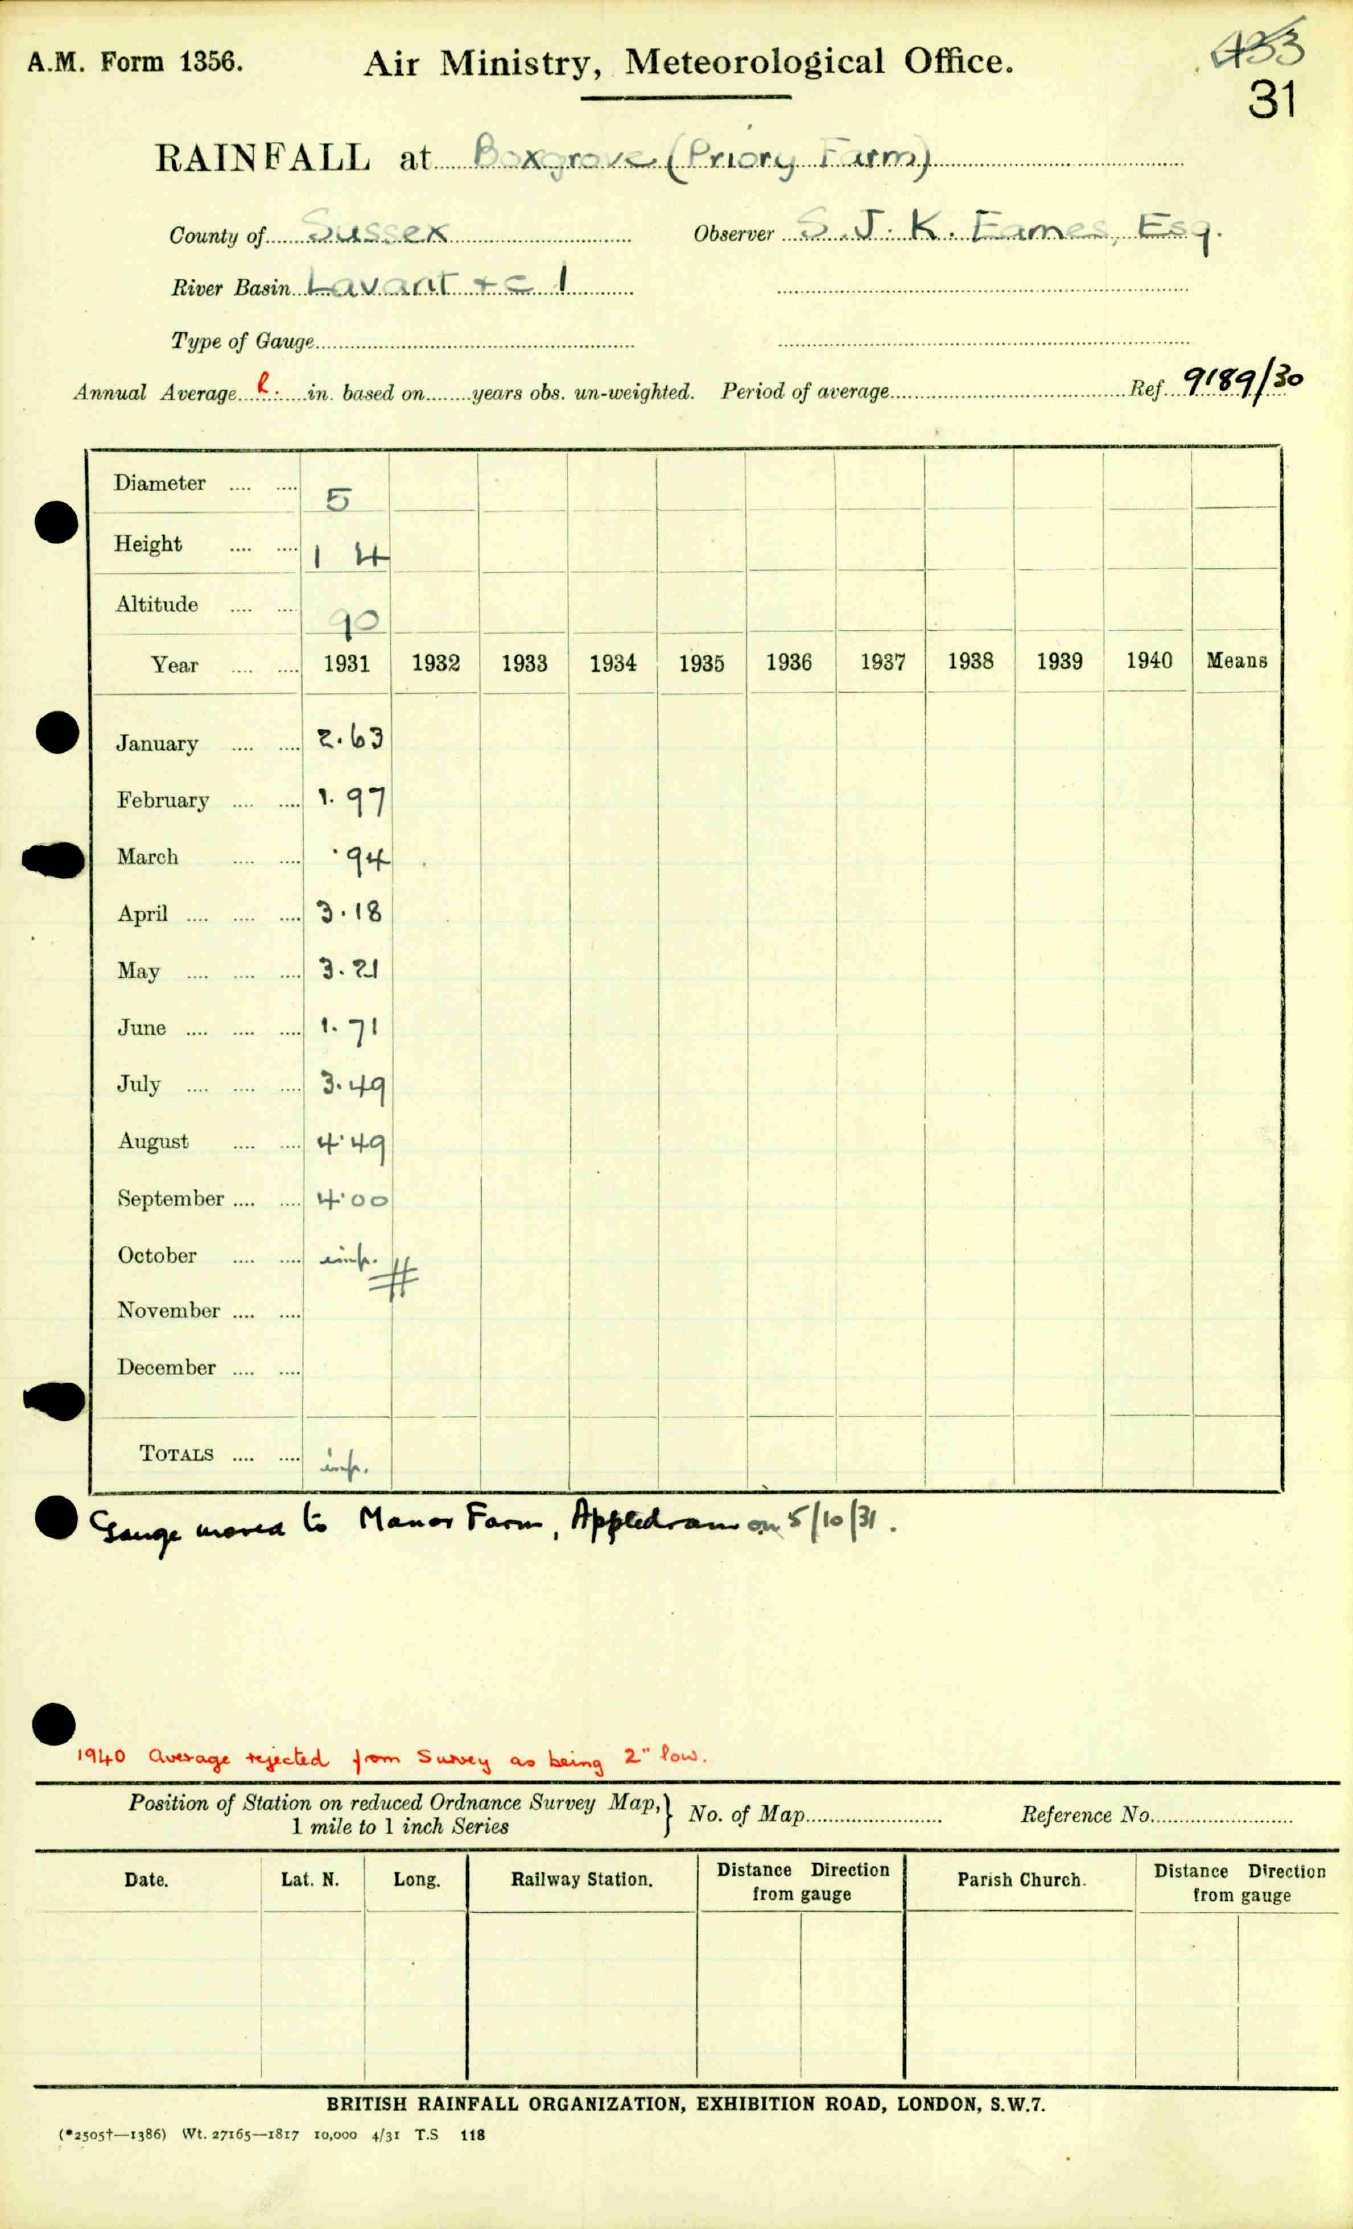 A.M. Form 1356.
Air Ministry, Meteorological Office.
433
31
RAINFALL at Boxgrove (Priory Farm)
County of Sussex Observer S. J. K. Eames, Esq.
River Basin Lavant +c 1
Type of Gauge
Annual Average R. in. based on years obs. un-weighted. Period of average Ref. 9189/30
Diameter 5
Height 1 4
Altitude 90
Year 1931 1932 1933 1934 1935 1936 1937 1938 1939 1940 Means
January 2.63
February 1.97
March .94
April 3.18
May 3.21
June 1.71
July 3.49
August 4.49
September 4.00
October imp. #
November
December
TOTALS imp.
Gauge moved to Manor Farm, Appledram on 5/10/31.
1940 Average rejected from Survey as being 2" low.
Position of Station on reduced Ordnance Survey Map, } No. of Map Reference No.
1 mile to 1 inch Series
Date. Lat. N. Long. Railway Station. Distance Direction from gauge Parish Church. Distance Direction from gauge
BRITISH RAINFALL ORGANIZATION, EXHIBITION ROAD, LONDON, S.W.7.
(*2505†—1386) Wt. 27165—1817 10,000 4/31 T.S 118